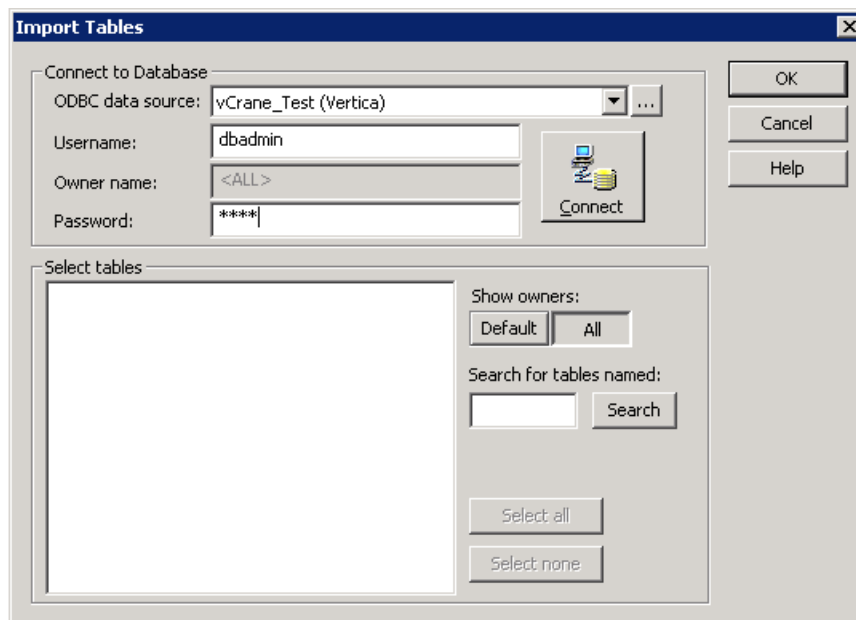 Import Tables
Connect to Database
ODBC data source: vCrane_Test (Vertica) ...
Username: dbadmin
Owner name: <ALL>
Password: ****
Connect
OK
Cancel
Help
Select tables
Show owners:
Default All
Search for tables named:
Search
Select all
Select none